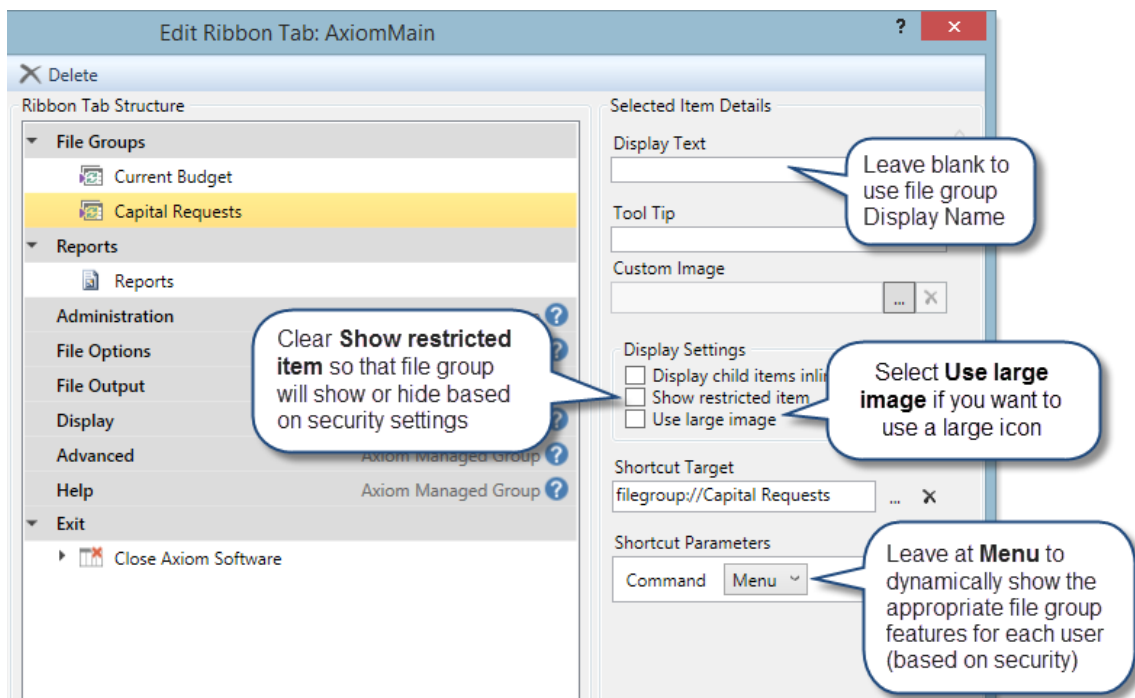 Edit Ribbon Tab: AxiomMain
?
Delete
Ribbon Tab Structure
File Groups
Current Budget
Capital Requests
Reports
Reports
Administration
?
File Options
File Output
Display
Advanced
Axiom Managed Group
?
Help
Axiom Managed Group
?
Exit
Close Axiom Software
Clear Show restricted
item so that file group
will show or hide based
on security settings
Selected Item Details
Display Text
Leave blank to
use file group
Display Name
Tool Tip
Custom Image
...
Display Settings
Display child items
Show restricted item
Use large image
Select Use large
image if you want to
use a large icon
Shortcut Target
filegroup://Capital Requests
...
Shortcut Parameters
Command
Menu
Leave at Menu to
dynamically show the
appropriate file group
features for each user
(based on security)